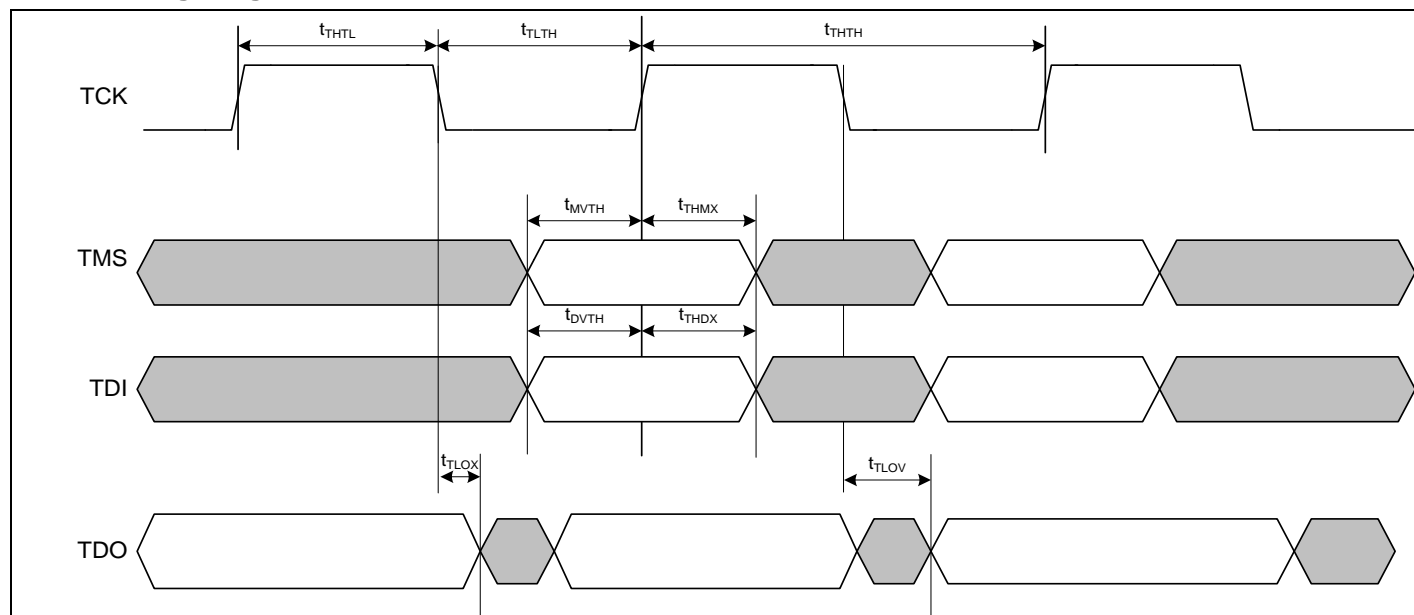 tTHTL tTLTH tTHTH
TCK
tMVTH tTHMX
TMS
tDVTH tTHDX
TDI
tTLOX tTLOV
TDO